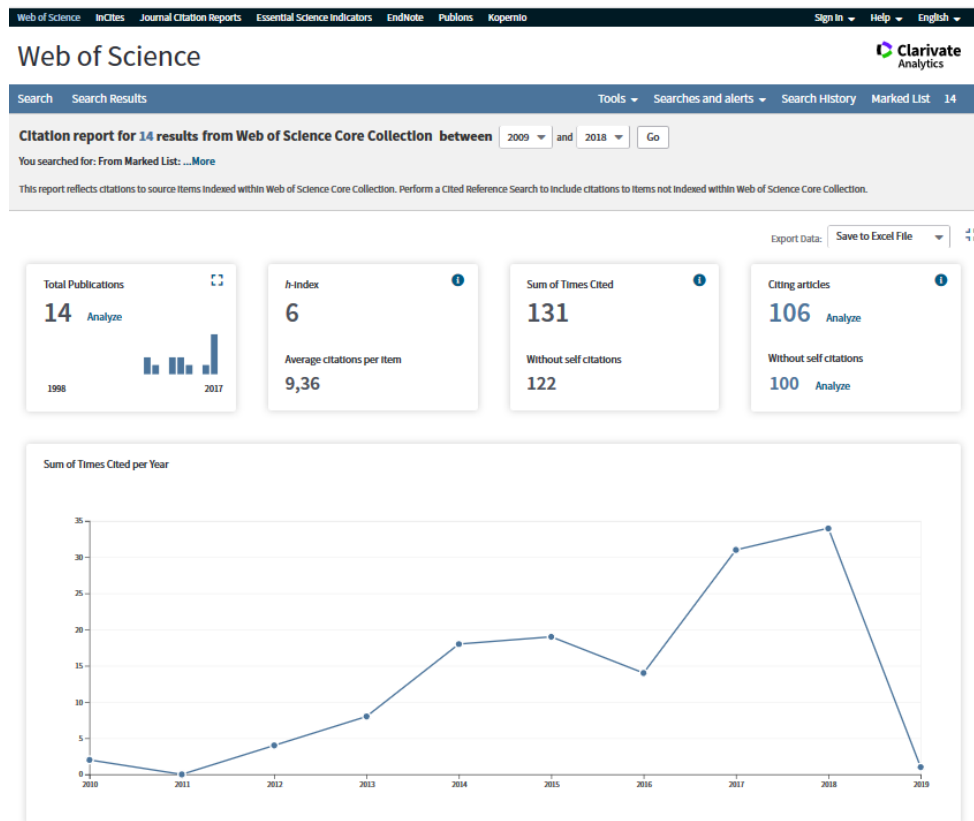 Web of Science InCites Journal Citation Reports Essential Science Indicators EndNote Publons Kopernio Sign In Help English
Web of Science
Clarivate
Analytics
Search Search Results Tools Searches and alerts Search History Marked List 14
Citation report for 14 results from Web of Science Core Collection between 2009 and 2018 Go
You searched for: From Marked List: ...More
This report reflects citations to source items indexed within Web of Science Core Collection. Perform a Cited Reference Search to include citations to items not indexed within Web of Science Core Collection.
Export Data: Save to Excel File
Total Publications
14 Analyze
1998 2017
h-index
6
Average citations per item
9,36
Sum of Times Cited
131
Without self citations
122
Citing articles
106 Analyze
Without self citations
100 Analyze
Sum of Times Cited per Year
35
30
25
20
15
10
5
0
2010 2011 2012 2013 2014 2015 2016 2017 2018 2019